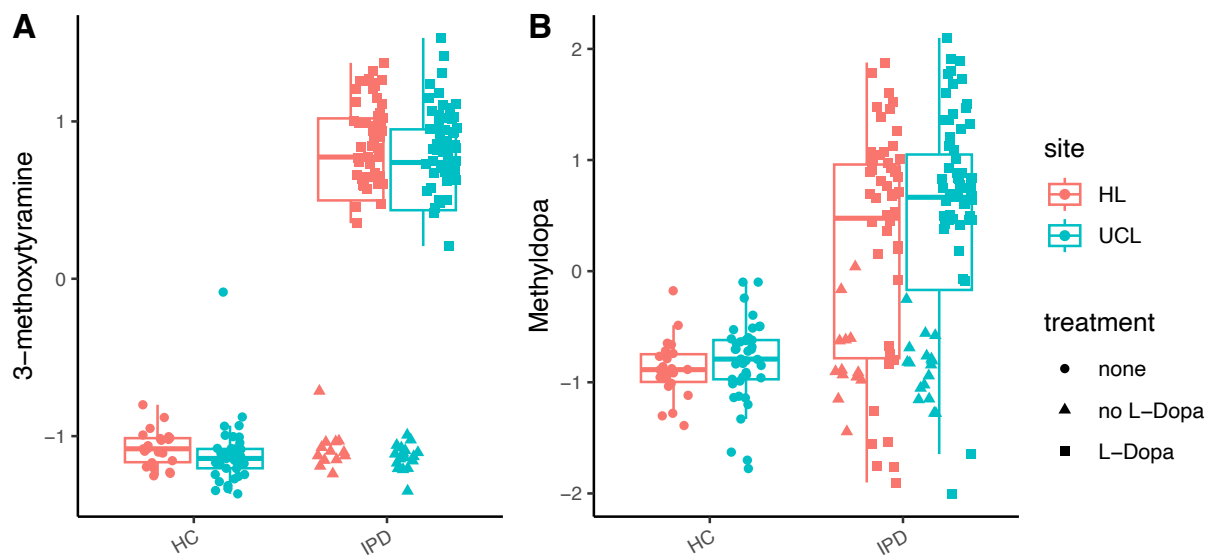 A
3−methoxytyramine
1
0
−1
HC
IPD
B
Methyldopa
2
1
0
−1
−2
HC
IPD
site
HL
UCL
treatment
none
no L−Dopa
L−Dopa